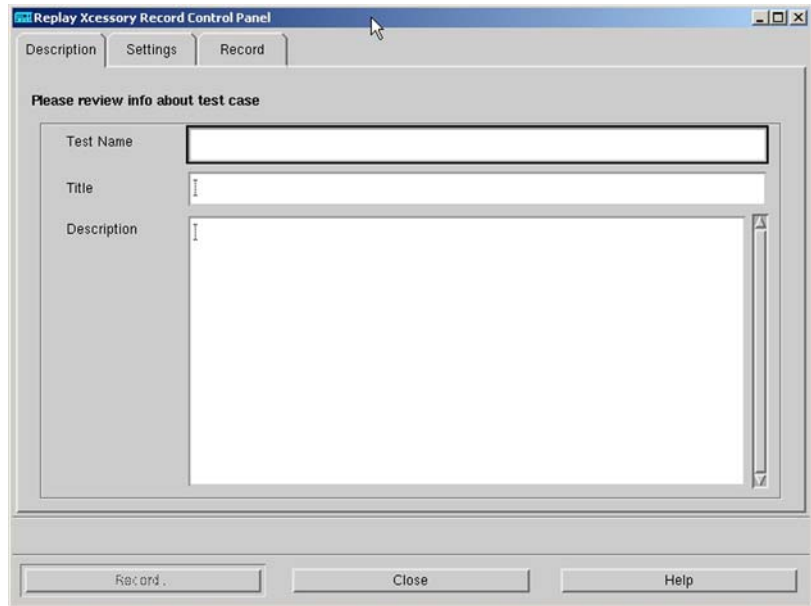 Replay Xcessory Record Control Panel
Description Settings Record
Please review info about test case
Test Name
Title
Description
Record . Close Help